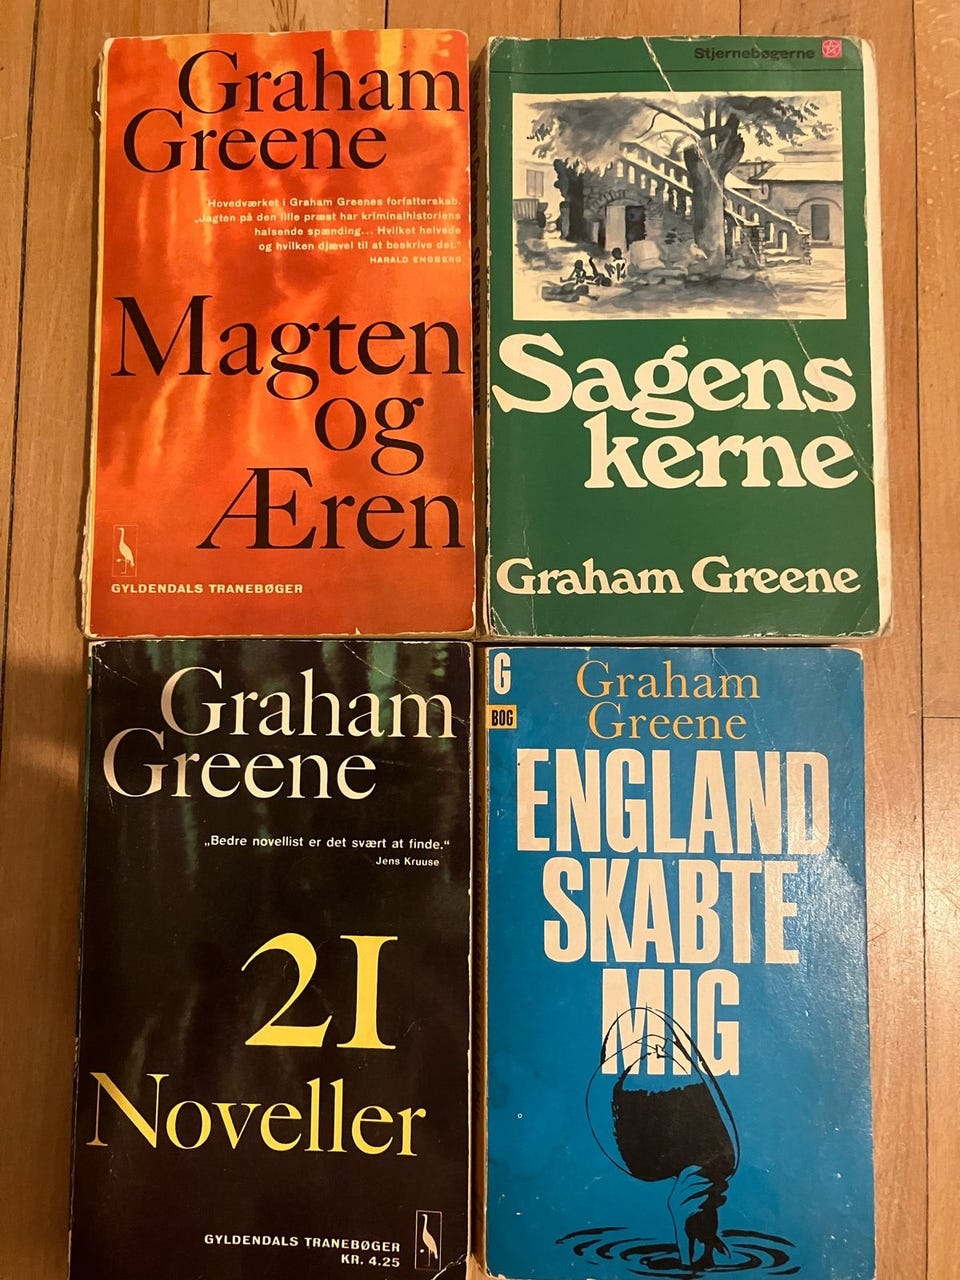 Graham
Greene
Hovedværket i Graham Greenes forfatterskab.
„Jagten på den lille præst har kriminalhistoriens
halsende spænding... Hvilket helvede
og hvilken djævel til at beskrive det."
HARALD ENGBERG
Magten
og
Æren
GYLDENDALS TRANEBØGER
Stjernebøgerne
Sagens
kerne
Graham Greene
Graham
Greene
„Bedre novellist er det svært at finde."
Jens Kruuse
21
Noveller
GYLDENDALS TRANEBØGER
KR. 4.25
G
BOG
Graham
Greene
ENGLAND
SKABTE
MIG